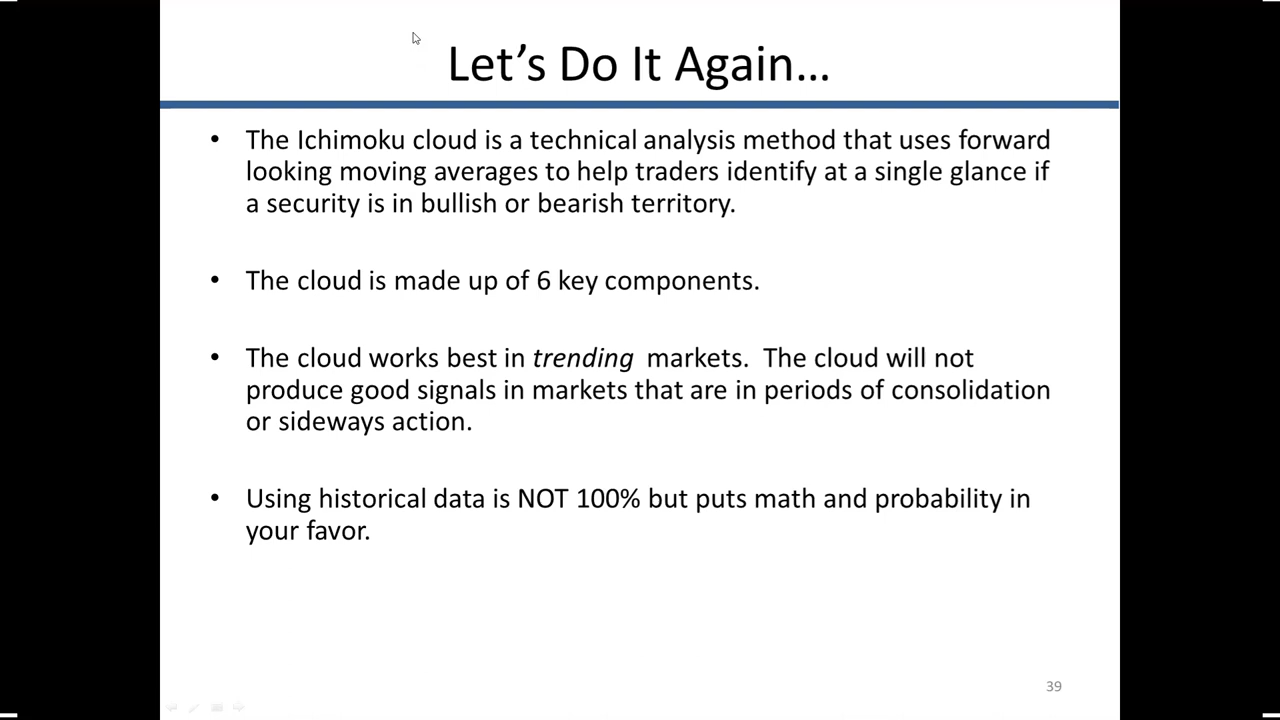 Let’s Do It Again…
• The Ichimoku cloud is a technical analysis method that uses forward
looking moving averages to help traders identify at a single glance if
a security is in bullish or bearish territory.
• The cloud is made up of 6 key components.
• The cloud works best in trending  markets.  The cloud will not
produce good signals in markets that are in periods of consolidation
or sideways action.
• Using historical data is NOT 100% but puts math and probability in
your favor.
39